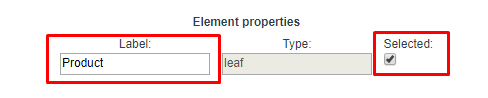 Element properties
Label: Type: Selected:
Product leaf